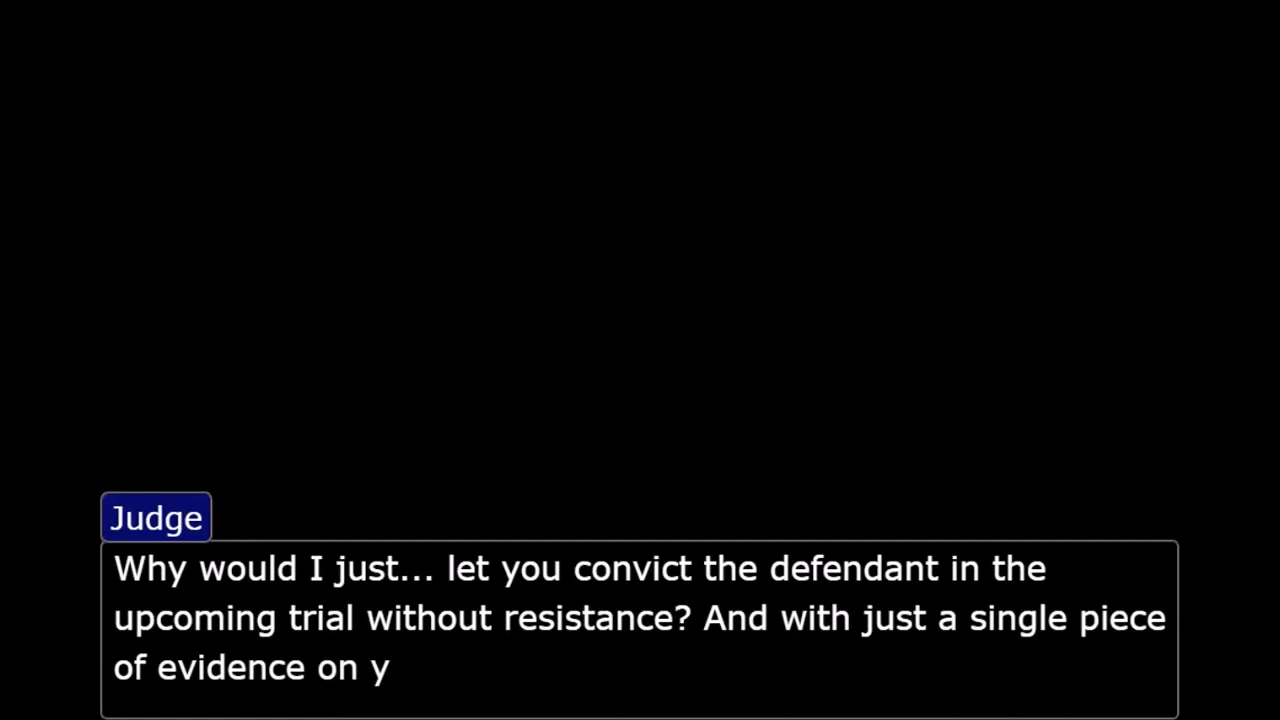 Judge
Why would I just... let you convict the defendant in the
upcoming trial without resistance? And with just a single piece
of evidence on y